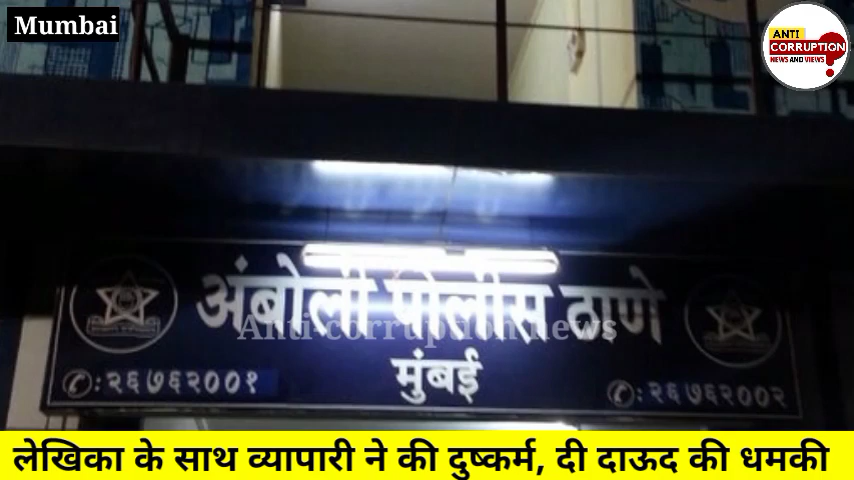 Mumbai
ANTI
CORRUPTION
NEWS AND VIEWS
अंबोली पोलीस ठाणे
Anti-corruption news
मुंबई
: २६७६२००१
: २६७६२००२
लेखिका के साथ व्यापारी ने की दुष्कर्म, दी दाऊद की धमकी